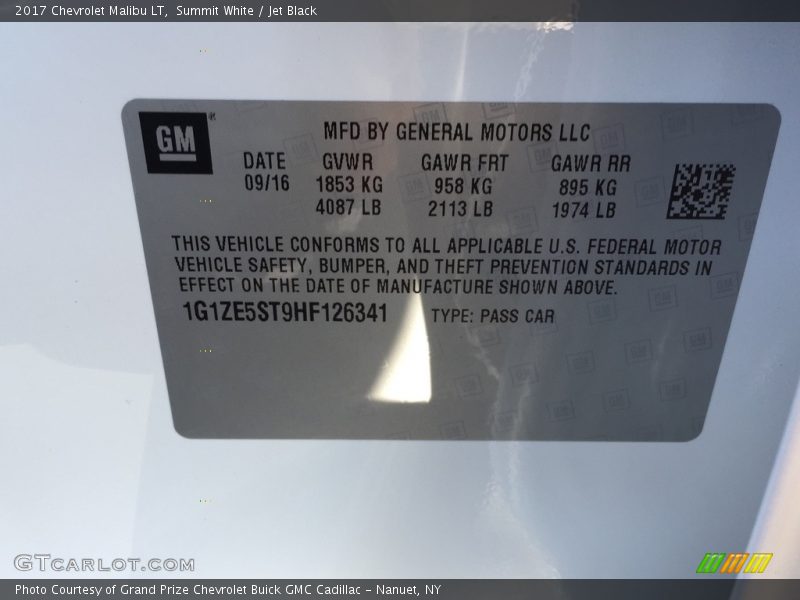 2017 Chevrolet Malibu LT, Summit White / Jet Black
GM®
MFD BY GENERAL MOTORS LLC
DATE GVWR GAWR FRT GAWR RR
09/16 1853 KG 958 KG 895 KG
4087 LB 2113 LB 1974 LB
THIS VEHICLE CONFORMS TO ALL APPLICABLE U.S. FEDERAL MOTOR
VEHICLE SAFETY, BUMPER, AND THEFT PREVENTION STANDARDS IN
EFFECT ON THE DATE OF MANUFACTURE SHOWN ABOVE.
1G1ZE5ST9HF126341 TYPE: PASS CAR
GTCARLOT.COM
Photo Courtesy of Grand Prize Chevrolet Buick GMC Cadillac - Nanuet, NY